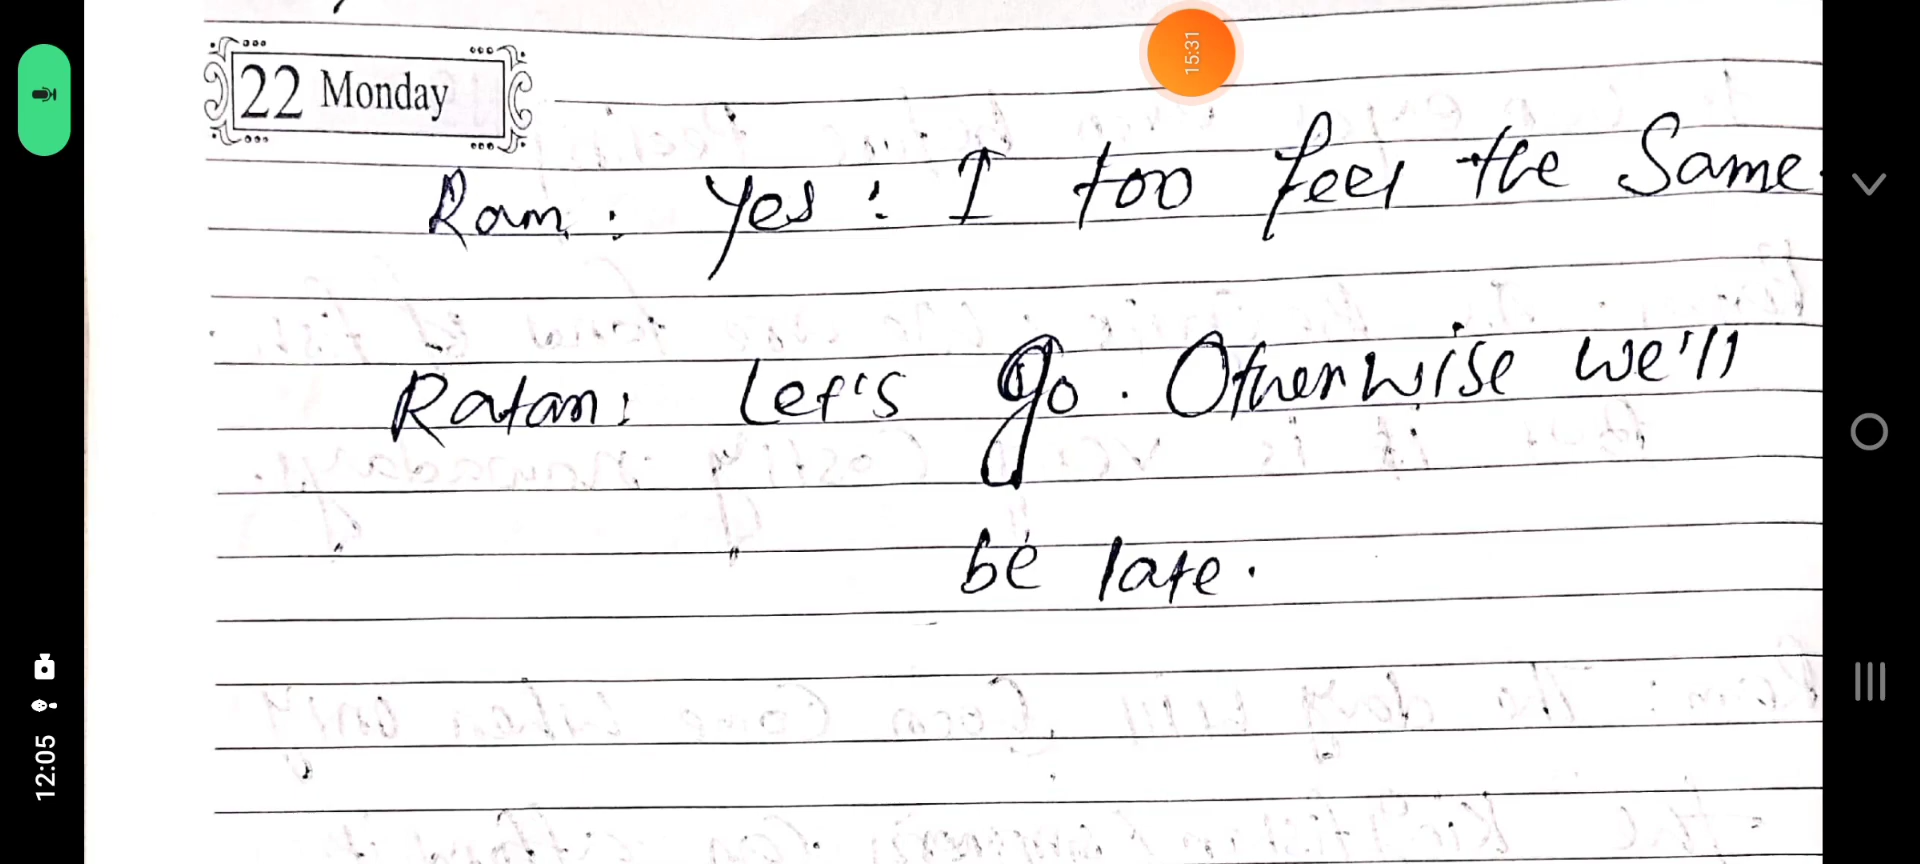 22 Monday
15:31
Ram: Yes: I too feel the Same.
Ratan: Let's go. Otherwise we'll
be late.
12:05